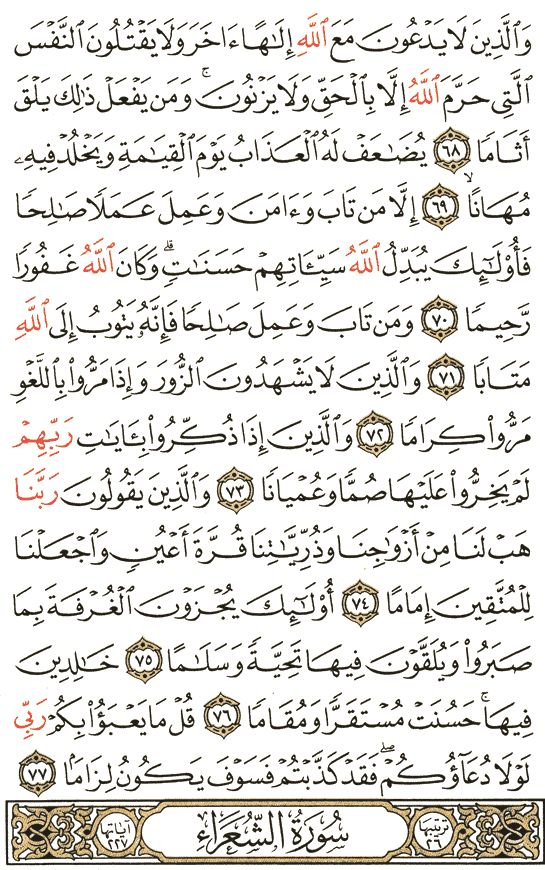 وَٱلَّذِينَ لَا يَدۡعُونَ مَعَ ٱللَّهِ إِلَٰهًا ءَاخَرَ وَلَا يَقۡتُلُونَ ٱلنَّفۡسَ
ٱلَّتِي حَرَّمَ ٱللَّهُ إِلَّا بِٱلۡحَقِّ وَلَا يَزۡنُونَۚ وَمَن يَفۡعَلۡ ذَٰلِكَ يَلۡقَ
أَثَامٗا ٦٨ يُضَٰعَفۡ لَهُ ٱلۡعَذَابُ يَوۡمَ ٱلۡقِيَٰمَةِ وَيَخۡلُدۡ فِيهِۦ
مُهَانًا ٦٩ إِلَّا مَن تَابَ وَءَامَنَ وَعَمِلَ عَمَلٗا صَٰلِحٗا
فَأُوْلَٰٓئِكَ يُبَدِّلُ ٱللَّهُ سَيِّـَٔاتِهِمۡ حَسَنَٰتٖۗ وَكَانَ ٱللَّهُ غَفُورٗا
رَّحِيمٗا ٧٠ وَمَن تَابَ وَعَمِلَ صَٰلِحٗا فَإِنَّهُۥ يَتُوبُ إِلَى ٱللَّهِ
مَتَابٗا ٧١ وَٱلَّذِينَ لَا يَشۡهَدُونَ ٱلزُّورَ وَإِذَا مَرُّواْ بِٱللَّغۡوِ
مَرُّواْ كِرَامٗا ٧٢ وَٱلَّذِينَ إِذَا ذُكِّرُواْ بِـَٔايَٰتِ رَبِّهِمۡ
لَمۡ يَخِرُّواْ عَلَيۡهَا صُمّٗا وَعُمۡيَانٗا ٧٣ وَٱلَّذِينَ يَقُولُونَ رَبَّنَا
هَبۡ لَنَا مِنۡ أَزۡوَٰجِنَا وَذُرِّيَّٰتِنَا قُرَّةَ أَعۡيُنٖ وَٱجۡعَلۡنَا
لِلۡمُتَّقِينَ إِمَامًا ٧٤ أُوْلَٰٓئِكَ يُجۡزَوۡنَ ٱلۡغُرۡفَةَ بِمَا
صَبَرُواْ وَيُلَقَّوۡنَ فِيهَا تَحِيَّةٗ وَسَلَٰمًا ٧٥ خَٰلِدِينَ
فِيهَاۚ حَسُنَتۡ مُسۡتَقَرّٗا وَمُقَامٗا ٧٦ قُلۡ مَا يَعۡبَؤُاْ بِكُمۡ رَبِّي
لَوۡلَا دُعَآؤُكُمۡۖ فَقَدۡ كَذَّبۡتُمۡ فَسَوۡفَ يَكُونُ لِزَامَۢا ٧٧
ترتيبها ٢٦ سُورَةُ الشُّعَرَاءِ آياتها ٢٢٧